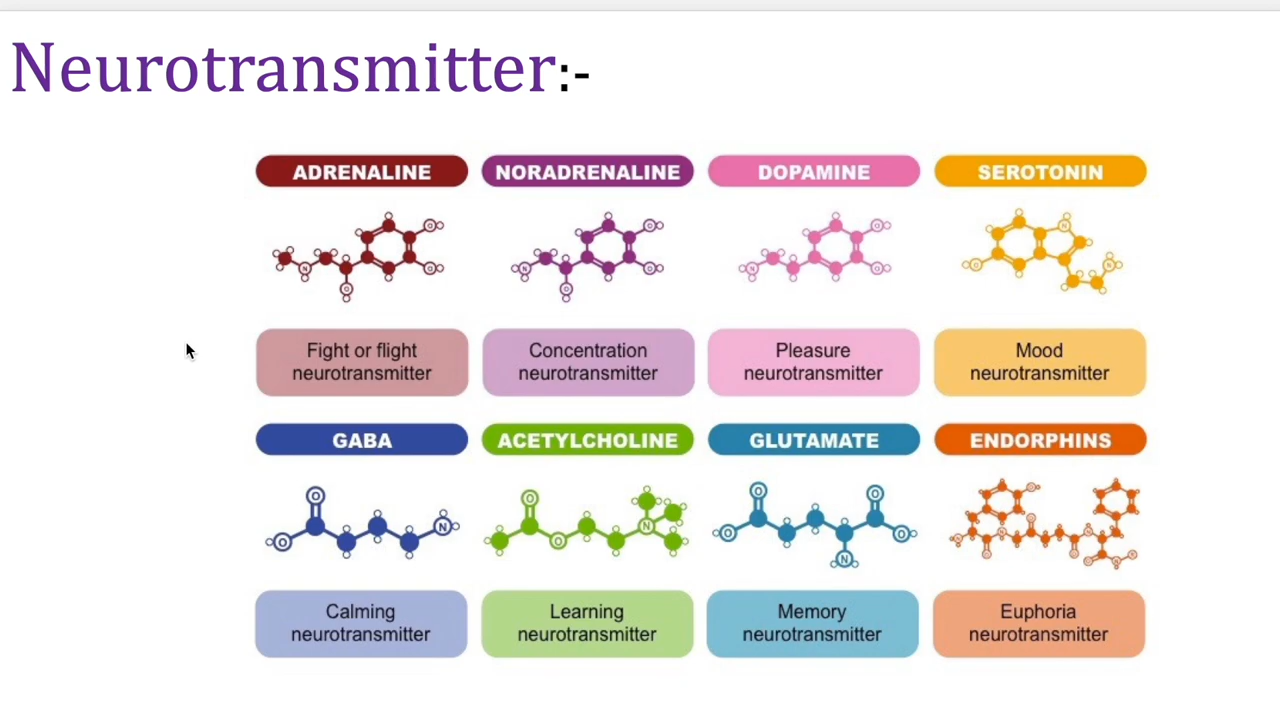 Neurotransmitter:-
ADRENALINE
NORADRENALINE
DOPAMINE
SEROTONIN
Fight or flight
neurotransmitter
Concentration
neurotransmitter
Pleasure
neurotransmitter
Mood
neurotransmitter
GABA
ACETYLCHOLINE
GLUTAMATE
ENDORPHINS
Calming
neurotransmitter
Learning
neurotransmitter
Memory
neurotransmitter
Euphoria
neurotransmitter